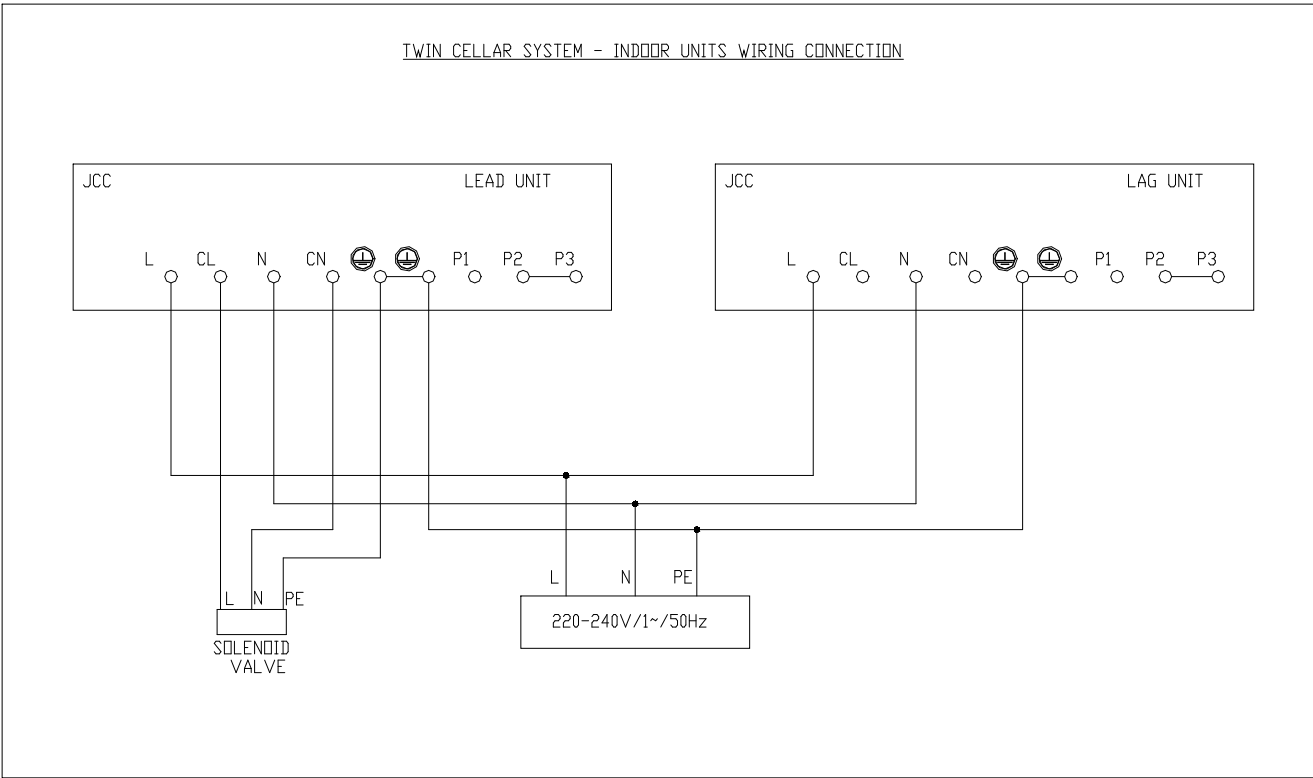 TWIN CELLAR SYSTEM - INDOOR UNITS WIRING CONNECTION
JCC LEAD UNIT
L CL N CN P1 P2 P3
JCC LAG UNIT
L CL N CN P1 P2 P3
L N PE
SOLENOID
VALVE
L N PE
220-240V/1~/50Hz